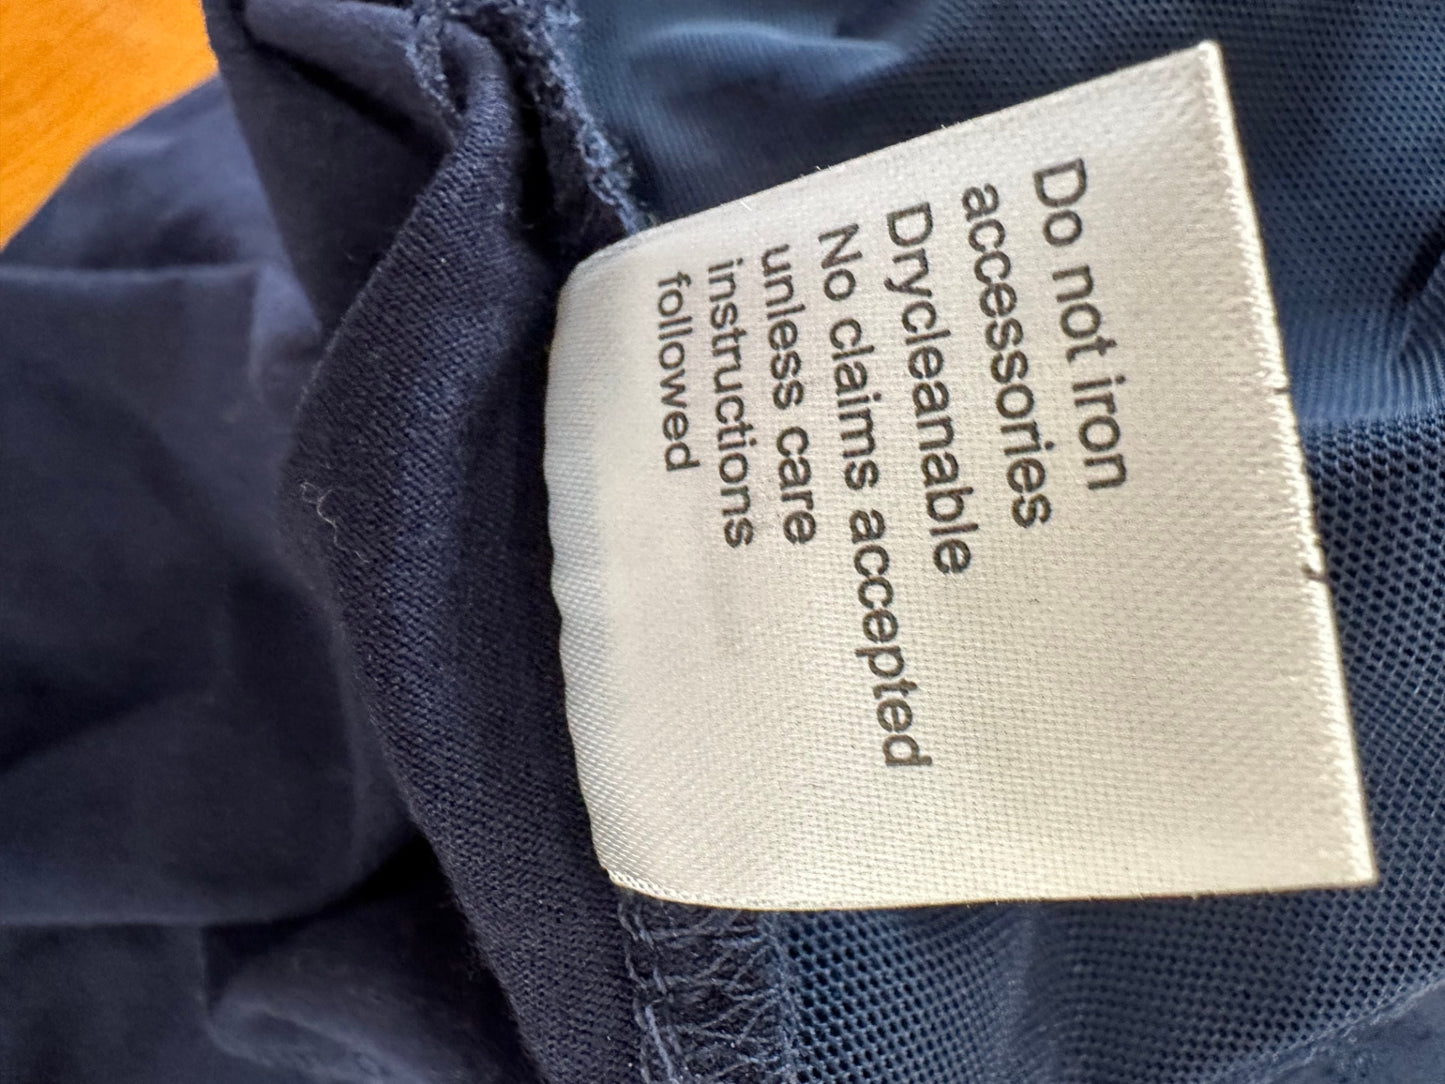 Do not iron
accessories
Drycleanable
No claims accepted
unless care
instructions
followed